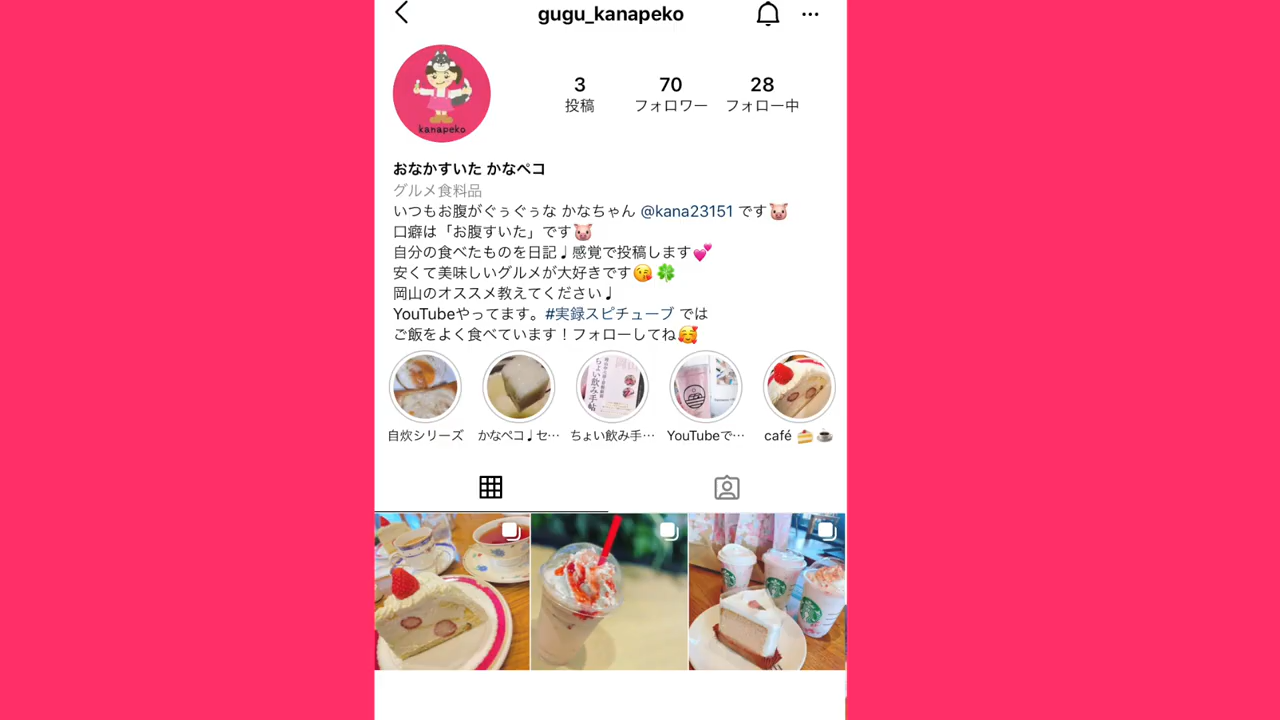 gugu_kanapeko
kanapeko
3
投稿
70
フォロワー
28
フォロー中
おなかすいた かなペコ
グルメ食料品
いつもお腹がぐぅぐぅな かなちゃん @kana23151 です🐷
口癖は「お腹すいた」です🐷
自分の食べたものを日記♩感覚で投稿します💕
安くて美味しいグルメが大好きです😘🍀
岡山のオススメ教えてください♩
YouTubeやってます。#実録スピチューブ では
ご飯をよく食べています！フォローしてね🥰
ちょい飲み手帖
自炊シリーズ
かなペコ♩セ…
ちょい飲み手…
YouTubeで…
café 🍰☕